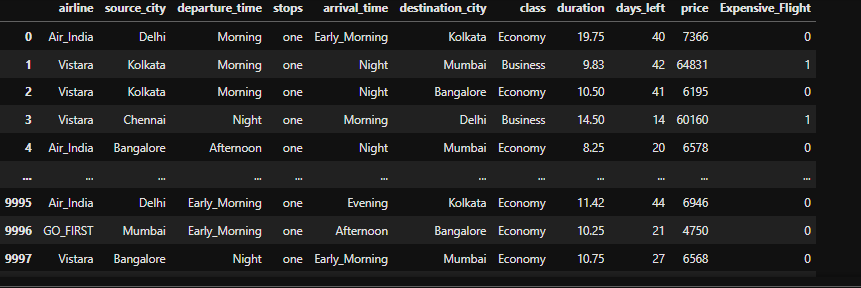 airline source_city departure_time stops arrival_time destination_city class duration days_left price Expensive_Flight
0 Air_India Delhi Morning one Early_Morning Kolkata Economy 19.75 40 7366 0
1 Vistara Kolkata Morning one Night Mumbai Business 9.83 42 64831 1
2 Vistara Kolkata Morning one Night Bangalore Economy 10.50 41 6195 0
3 Vistara Chennai Night one Morning Delhi Business 14.50 14 60160 1
4 Air_India Bangalore Afternoon one Night Mumbai Economy 8.25 20 6578 0
... ... ... ... ... ... ... ... ... ... ... ...
9995 Air_India Delhi Early_Morning one Evening Kolkata Economy 11.42 44 6946 0
9996 GO_FIRST Mumbai Early_Morning one Afternoon Bangalore Economy 10.25 21 4750 0
9997 Vistara Bangalore Night one Early_Morning Mumbai Economy 10.75 27 6568 0